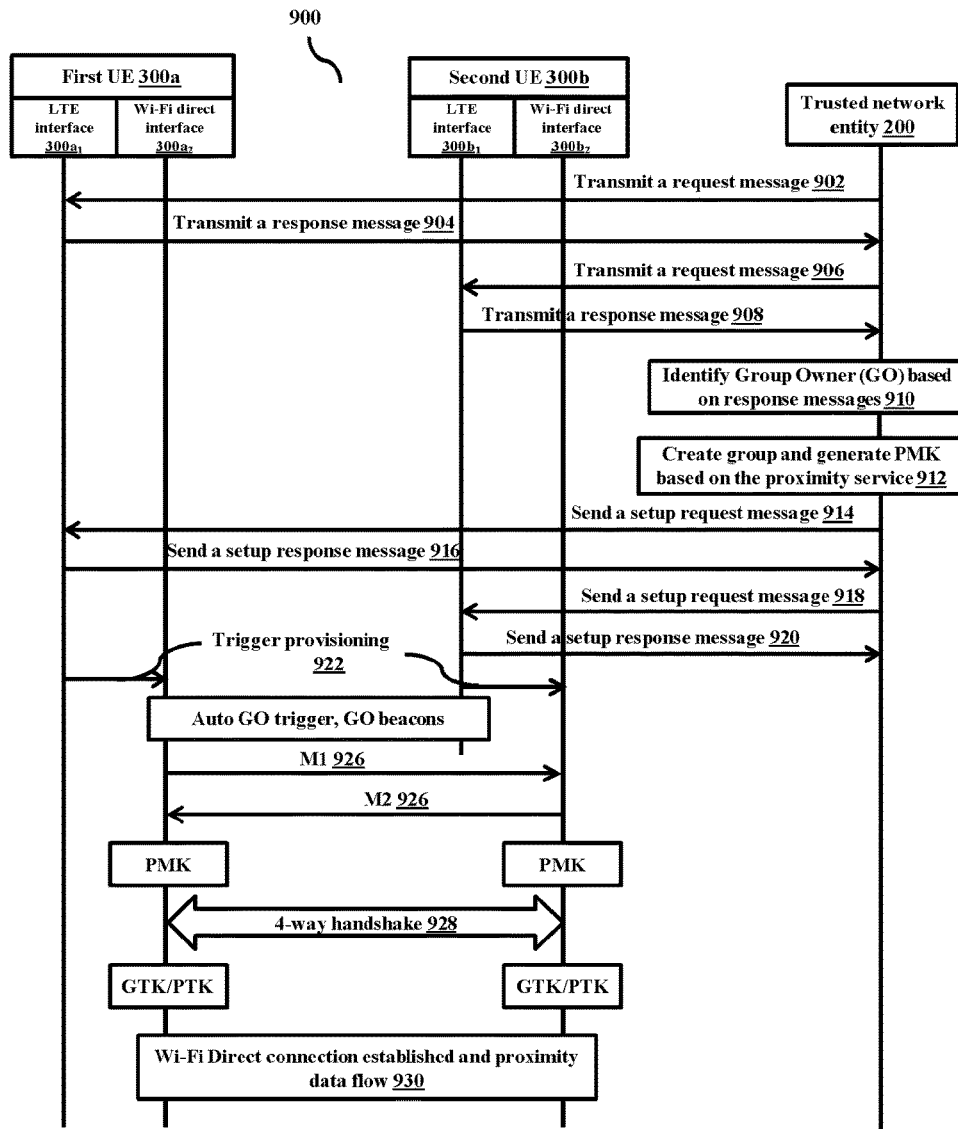 900
First UE 300a
LTE
interface
300a1
Wi-Fi direct
interface
300a2
Second UE 300b
LTE
interface
300b1
Wi-Fi direct
interface
300b2
Trusted network
entity 200
Transmit a request message 902
Transmit a response message 904
Transmit a request message 906
Transmit a response message 908
Identify Group Owner (GO) based
on response messages 910
Create group and generate PMK
based on the proximity service 912
Send a setup request message 914
Send a setup response message 916
Send a setup request message 918
Send a setup response message 920
Trigger provisioning
922
Auto GO trigger, GO beacons
M1 926
M2 926
PMK
PMK
4-way handshake 928
GTK/PTK
GTK/PTK
Wi-Fi Direct connection established and proximity
data flow 930